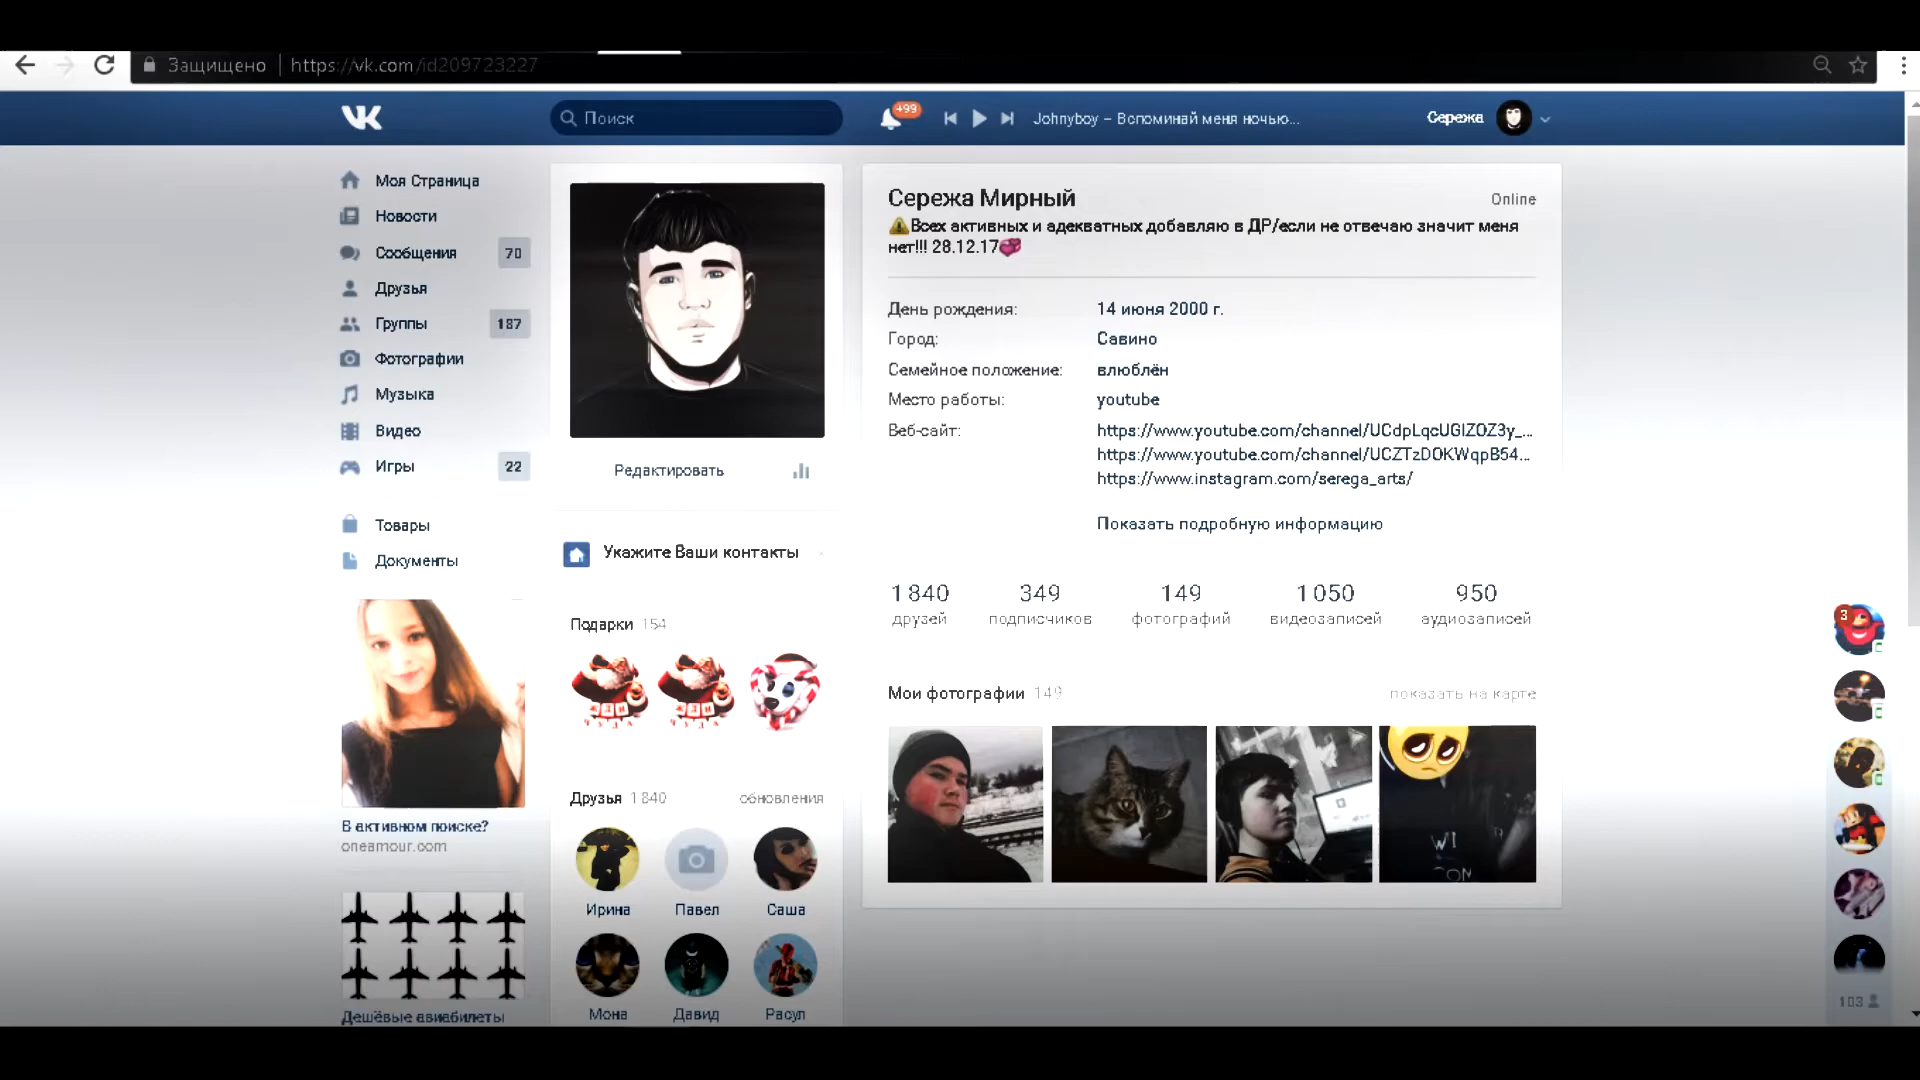 Защищено https://vk.com/id209723227
VK
Поиск
+99
Johnyboy – Вспоминай меня ночью...
Сережа
Моя Страница
Новости
Сообщения 70
Друзья
Группы 187
Фотографии
Музыка
Видео
Игры 22
Товары
Документы
В активном поиске?
oneamour.com
Дешёвые авиабилеты
Редактировать
Укажите Ваши контакты
Подарки 154
Друзья 1 840 обновления
Ирина Павел Саша
Мона Давид Расул
Сережа Мирный Online
⚠️Всех активных и адекватных добавляю в ДР/если не отвечаю значит меня
нет!!! 28.12.17💞
День рождения: 14 июня 2000 г.
Город: Савино
Семейное положение: влюблён
Место работы: youtube
Веб-сайт: https://www.youtube.com/channel/UCdpLqcUGlZOZ3y_...
https://www.youtube.com/channel/UCZTzDOKWqpB54...
https://www.instagram.com/serega_arts/
Показать подробную информацию
1 840 349 149 1 050 950
друзей подписчиков фотографий видеозаписей аудиозаписей
Мои фотографии 149 показать на карте
3
103